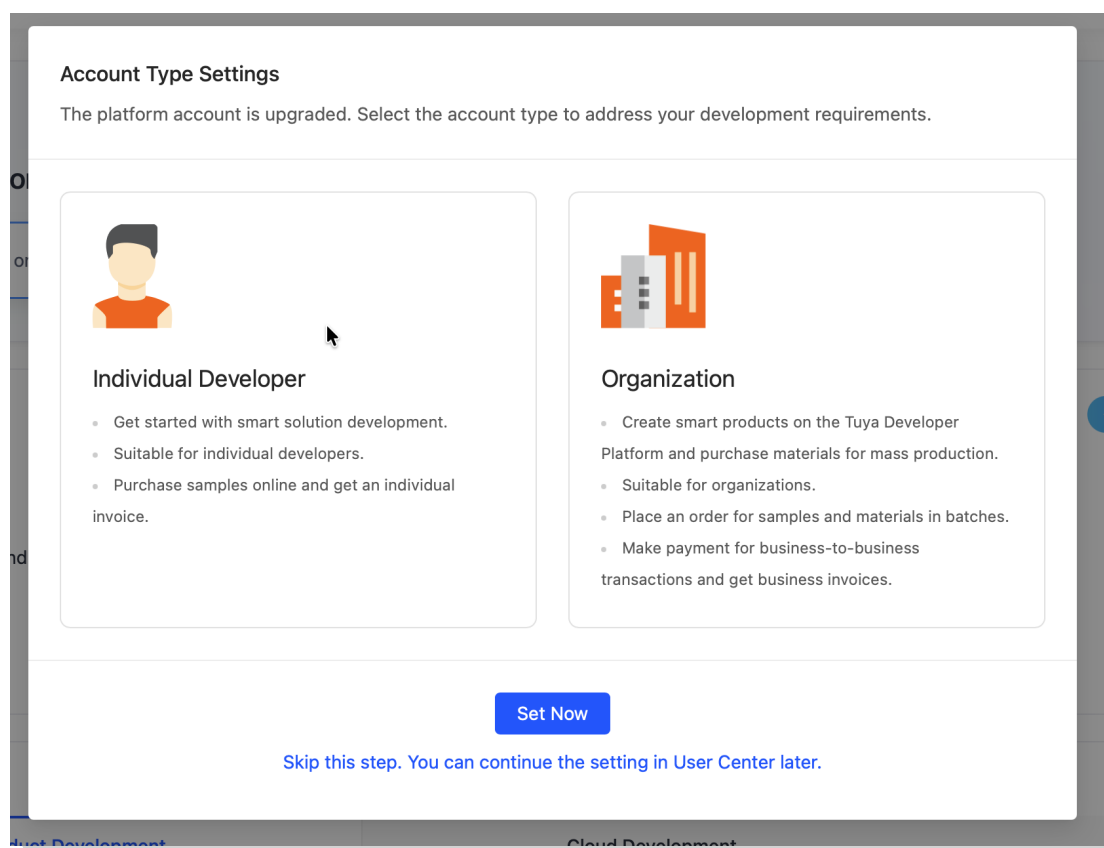 Account Type Settings
The platform account is upgraded. Select the account type to address your development requirements.
Individual Developer
Get started with smart solution development.
Suitable for individual developers.
Purchase samples online and get an individual
invoice.
Organization
Create smart products on the Tuya Developer
Platform and purchase materials for mass production.
Suitable for organizations.
Place an order for samples and materials in batches.
Make payment for business-to-business
transactions and get business invoices.
Set Now
Skip this step. You can continue the setting in User Center later.
Development
Cloud Development